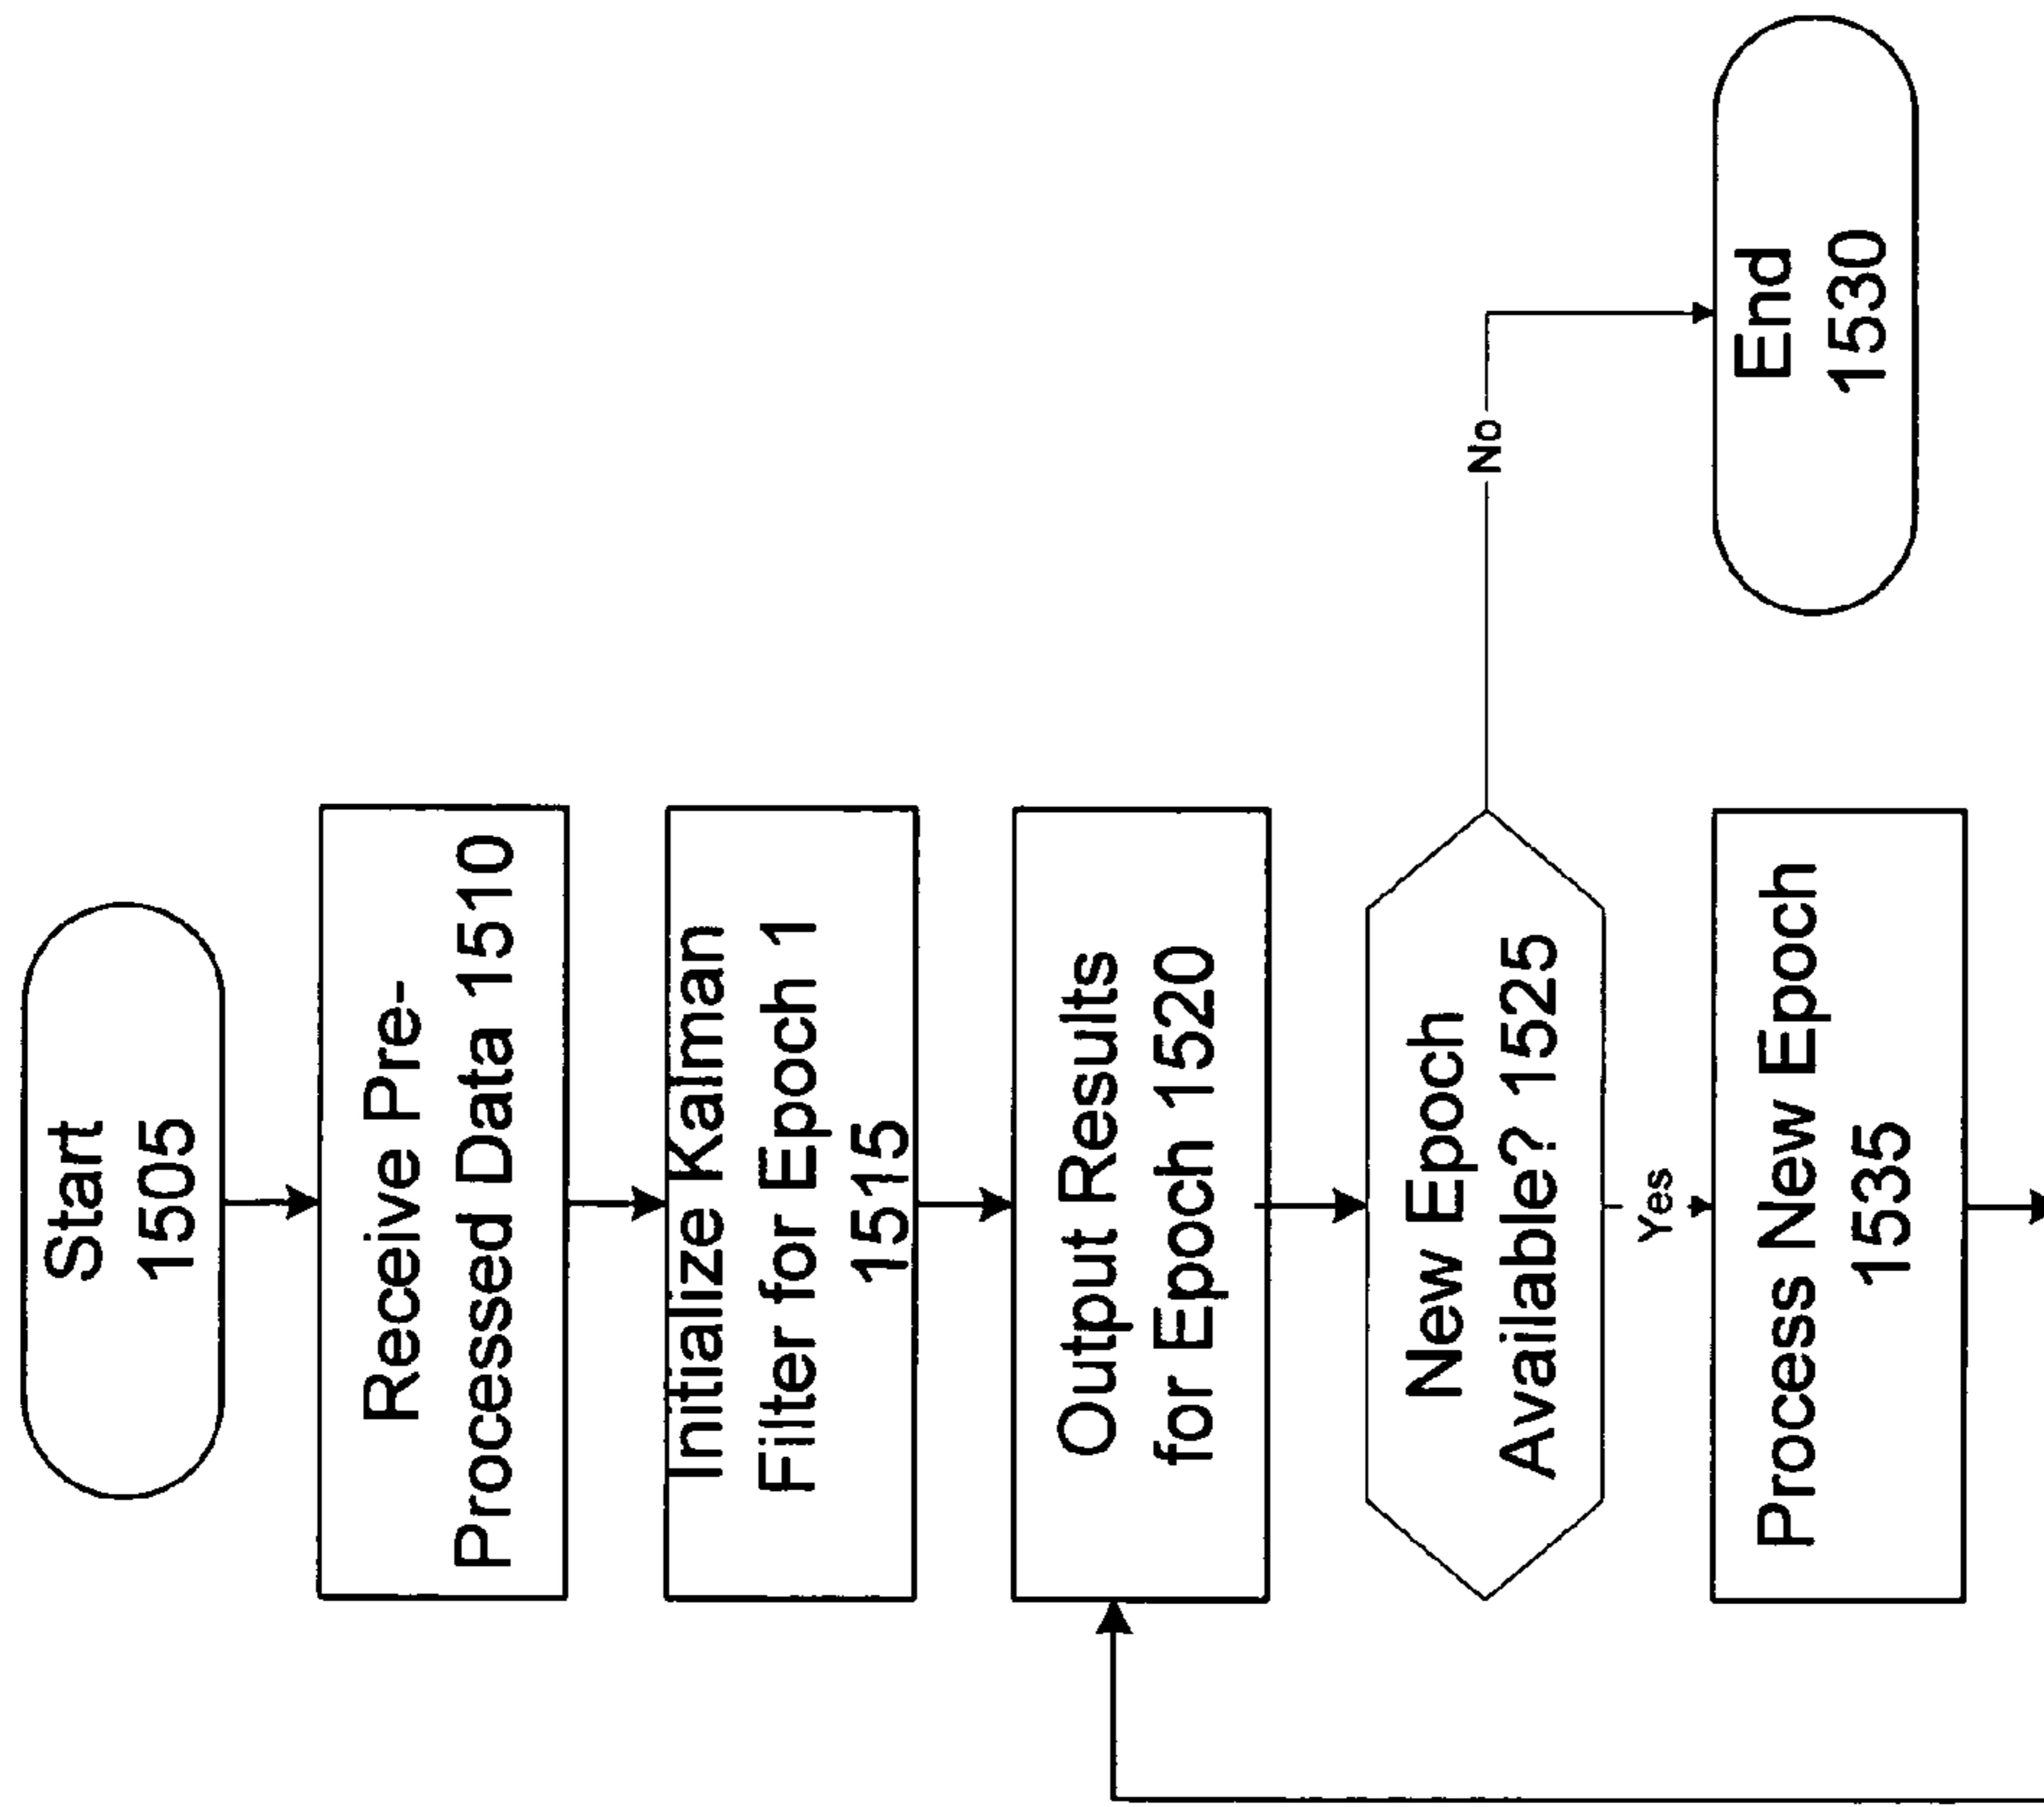 Start
1505
Receive Pre-
Processed Data 1510
Initialize Kalman
Filter for Epoch 1
1515
Output Results
for Epoch 1520
New Epoch
Available? 1525
No
End
1530
Yes
Process New Epoch
1535